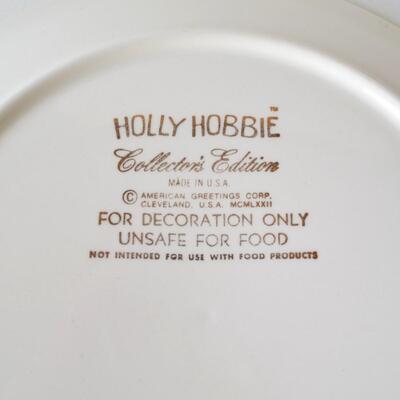 HOLLY HOBBIE™
Collector's Edition
MADE IN U.S.A.
© AMERICAN GREETINGS CORP.
CLEVELAND, U.S.A. MCMLXXII
FOR DECORATION ONLY
UNSAFE FOR FOOD
NOT INTENDED FOR USE WITH FOOD PRODUCTS